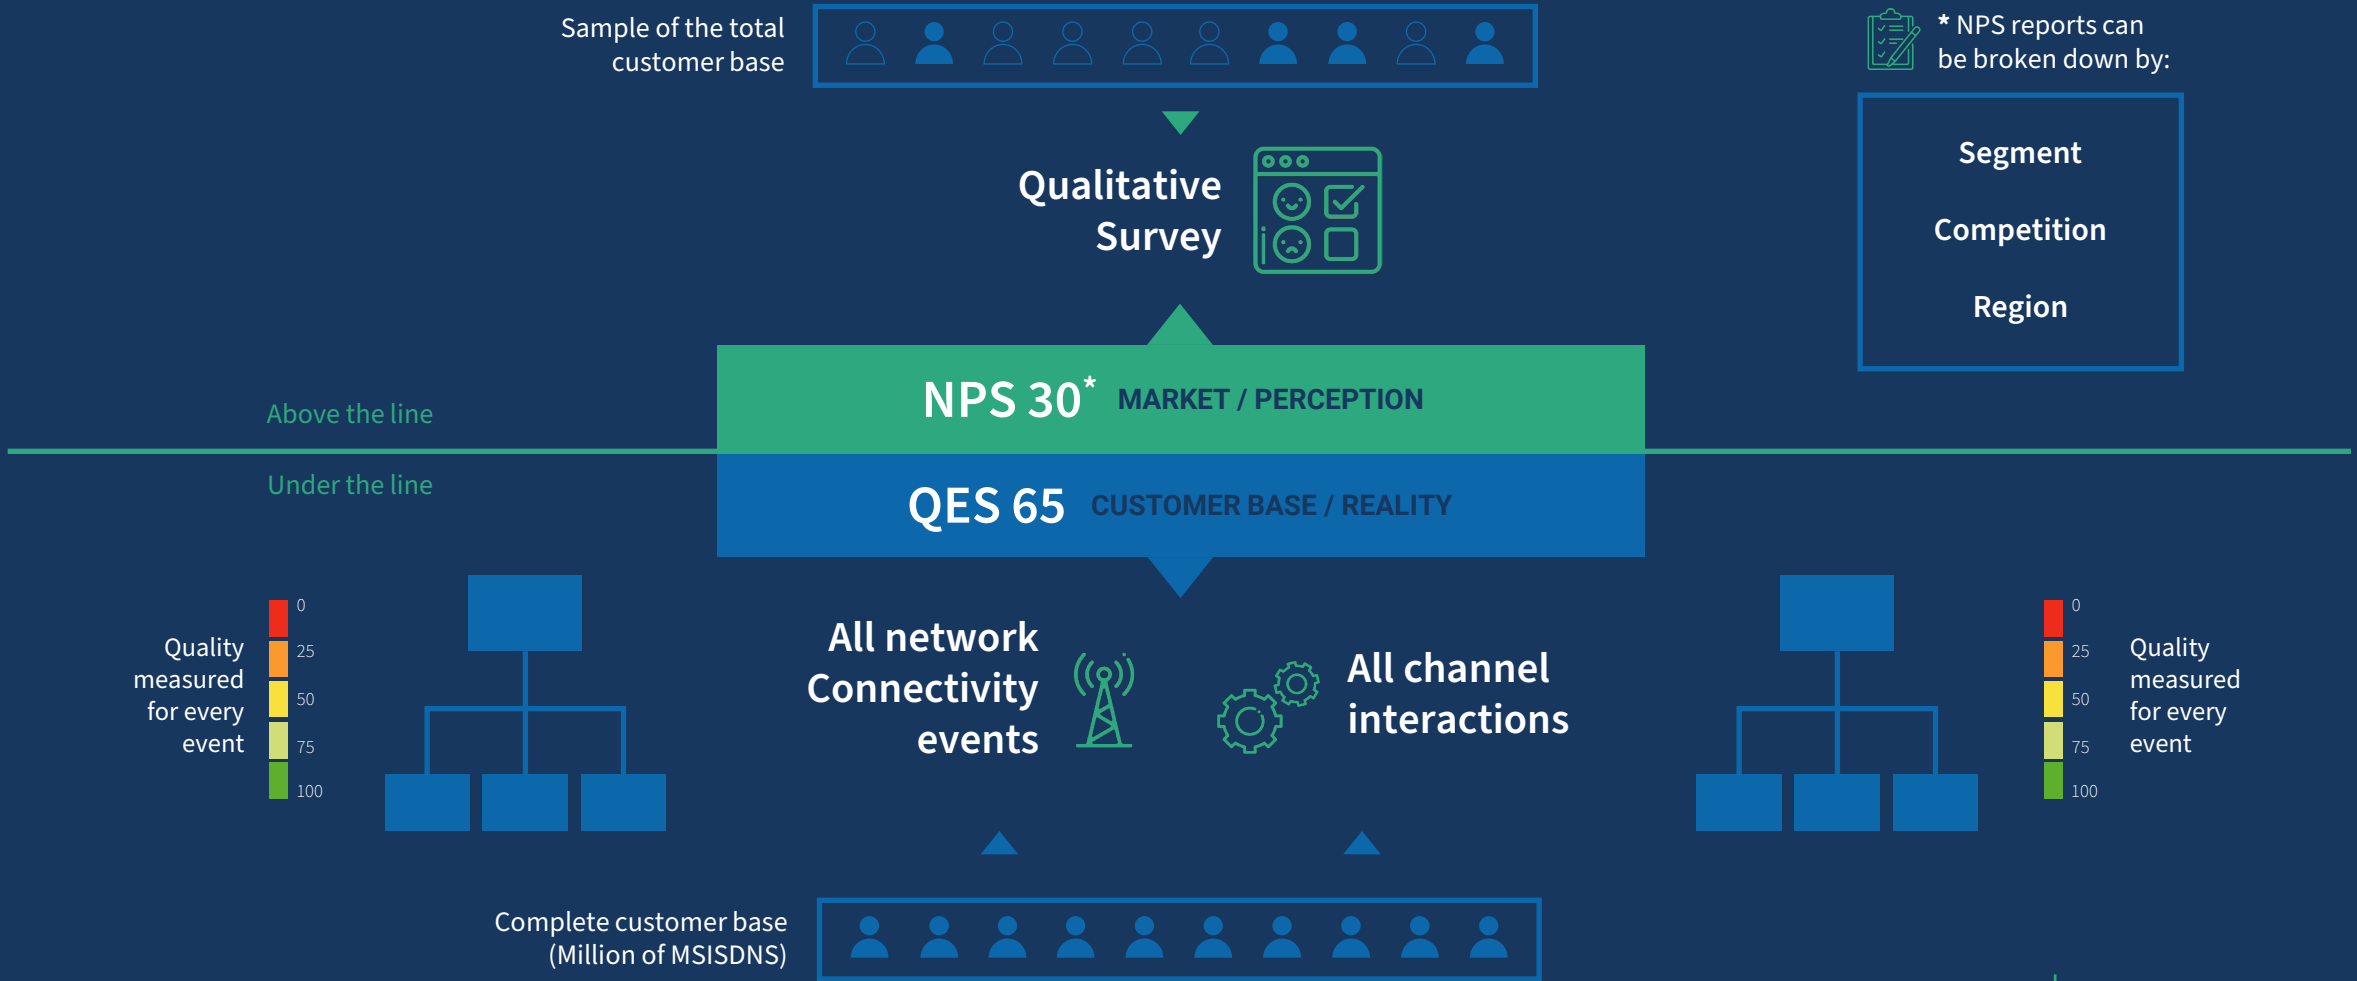 Sample of the total
customer base
* NPS reports can
be broken down by:
Segment
Competition
Region
Qualitative
Survey
NPS 30* MARKET / PERCEPTION
Above the line
Under the line
QES 65 CUSTOMER BASE / REALITY
Quality
measured
for every
event
0
25
50
75
100
All network
Connectivity
events
All channel
interactions
0
25
50
75
100
Quality
measured
for every
event
Complete customer base
(Million of MSISDNS)